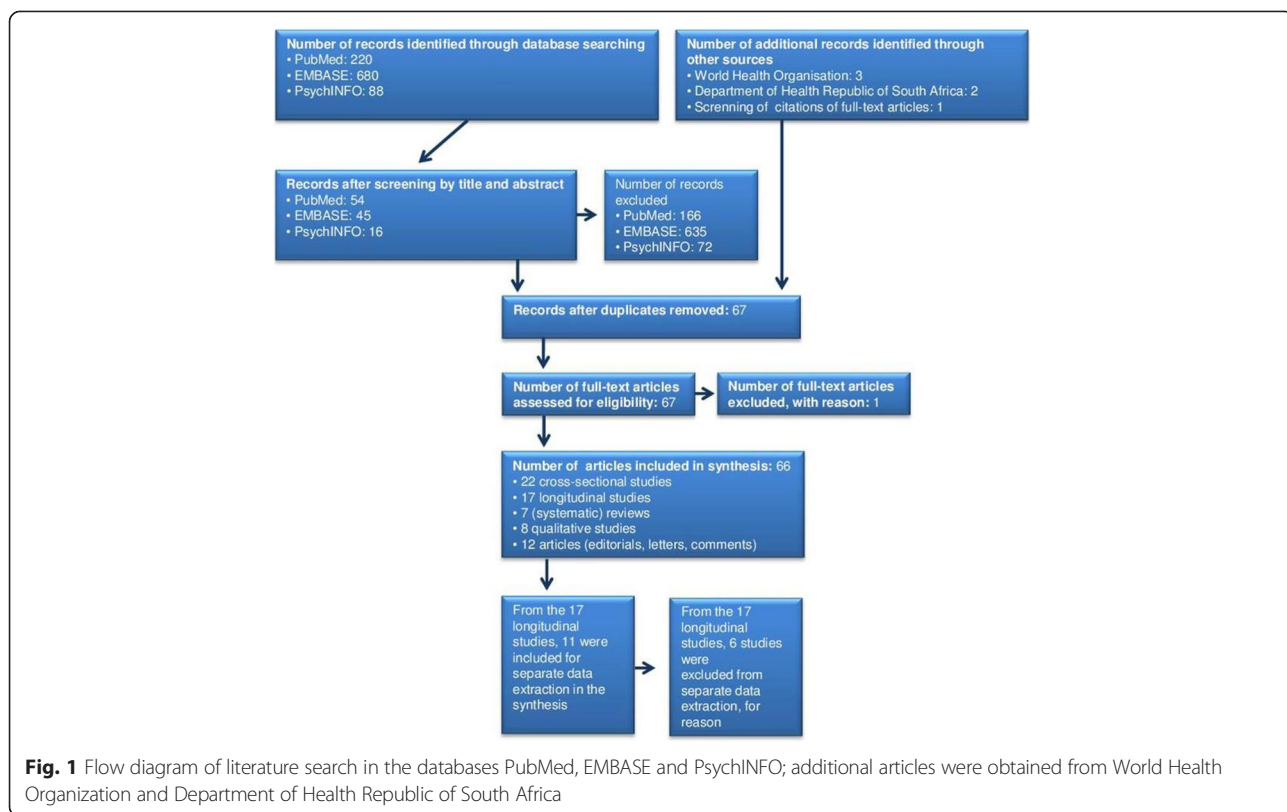 Number of records identified through database searching
• PubMed: 220
• EMBASE: 680
• PsychINFO: 88
Number of additional records identified through
other sources
• World Health Organisation: 3
• Department of Health Republic of South Africa: 2
• Screnning of citations of full-text articles: 1
Records after screening by title and abstract
• PubMed: 54
• EMBASE: 45
• PsychINFO: 16
Number of records
excluded
• PubMed: 166
• EMBASE: 635
• PsychINFO: 72
Records after duplicates removed: 67
Number of full-text articles
assessed for eligibility: 67
Number of full-text articles
excluded, with reason: 1
Number of articles included in synthesis: 66
• 22 cross-sectional studies
• 17 longitudinal studies
• 7 (systematic) reviews
• 8 qualitative studies
• 12 articles (editorials, letters, comments)
From the 17
longitudinal
studies, 11 were
included for
separate data
extraction in the
synthesis
From the 17
longitudinal
studies, 6 studies
were
excluded from
separate data
extraction, for
reason
Fig. 1 Flow diagram of literature search in the databases PubMed, EMBASE and PsychINFO; additional articles were obtained from World Health
Organization and Department of Health Republic of South Africa